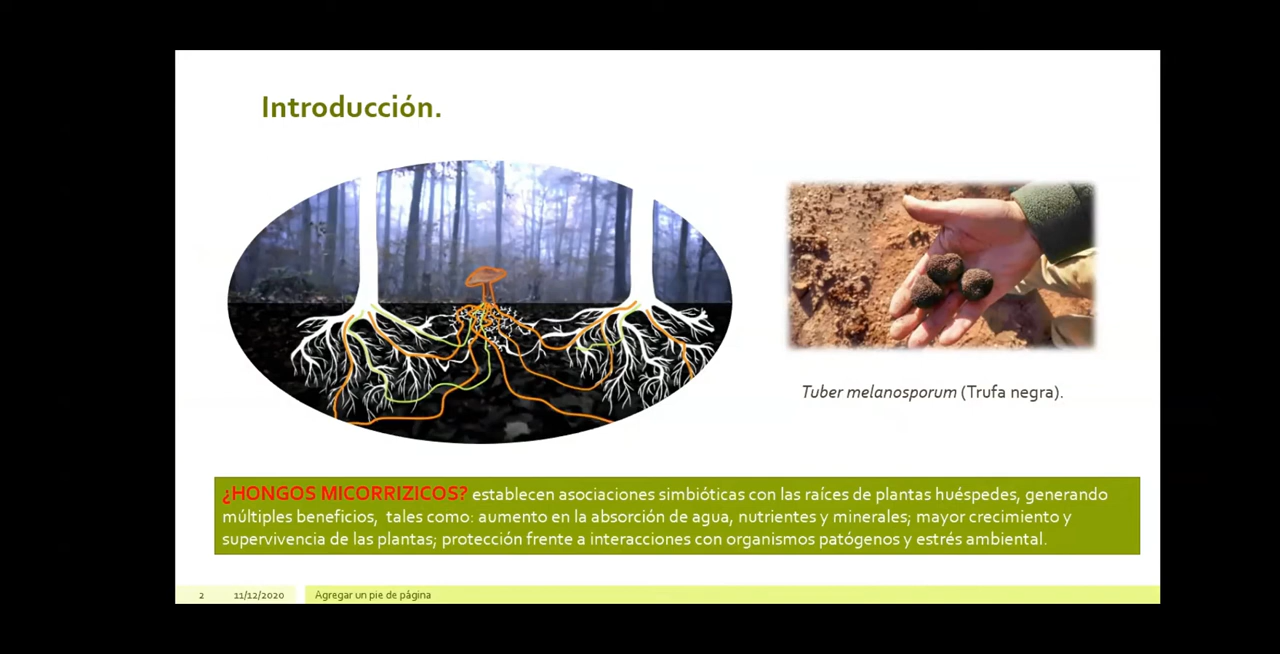 Introducción.
Tuber melanosporum (Trufa negra).
¿HONGOS MICORRIZICOS? establecen asociaciones simbióticas con las raíces de plantas huéspedes, generando
múltiples beneficios, tales como: aumento en la absorción de agua, nutrientes y minerales; mayor crecimiento y
supervivencia de las plantas; protección frente a interacciones con organismos patógenos y estrés ambiental.
2 11/12/2020 Agregar un pie de página